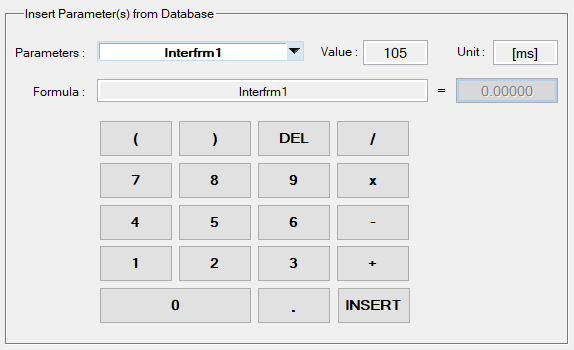 Insert Parameter(s) from Database
Parameters : Interfrm1 Value : 105 Unit : [ms]
Formula : Interfrm1 = 0.00000
( ) DEL /
7 8 9 x
4 5 6 -
1 2 3 +
0 . INSERT